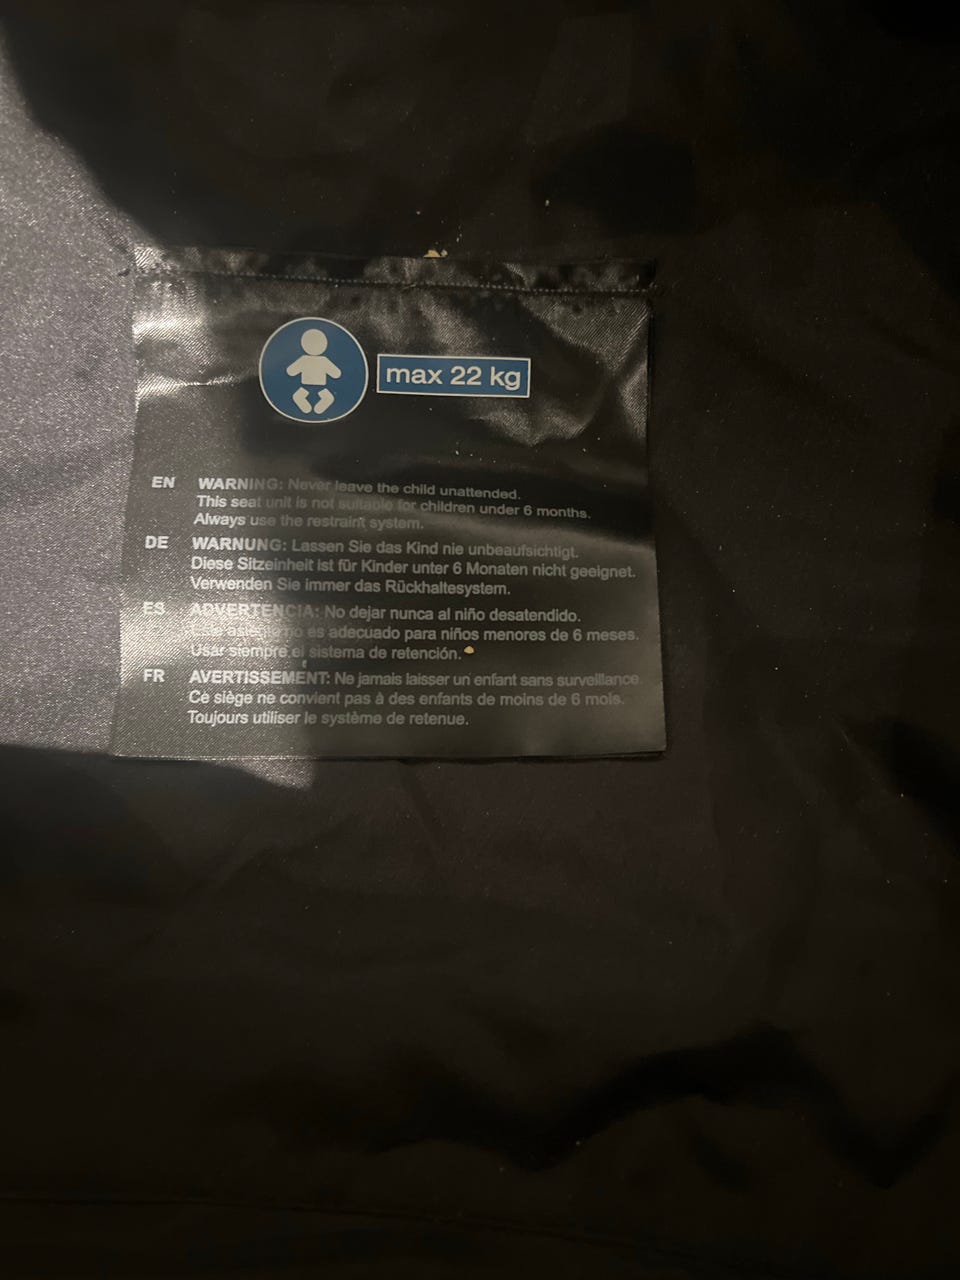 max 22 kg
EN WARNING: Never leave the child unattended.
This seat unit is not suitable for children under 6 months.
Always use the restraint system.
DE WARNUNG: Lassen Sie das Kind nie unbeaufsichtigt.
Diese Sitzeinheit ist für Kinder unter 6 Monaten nicht geeignet.
Verwenden Sie immer das Rückhaltesystem.
ES ADVERTENCIA: No dejar nunca al niño desatendido.
Este asiento no es adecuado para niños menores de 6 meses.
Usar siempre el sistema de retención.
FR AVERTISSEMENT: Ne jamais laisser un enfant sans surveillance.
Ce siège ne convient pas à des enfants de moins de 6 mois.
Toujours utiliser le système de retenue.